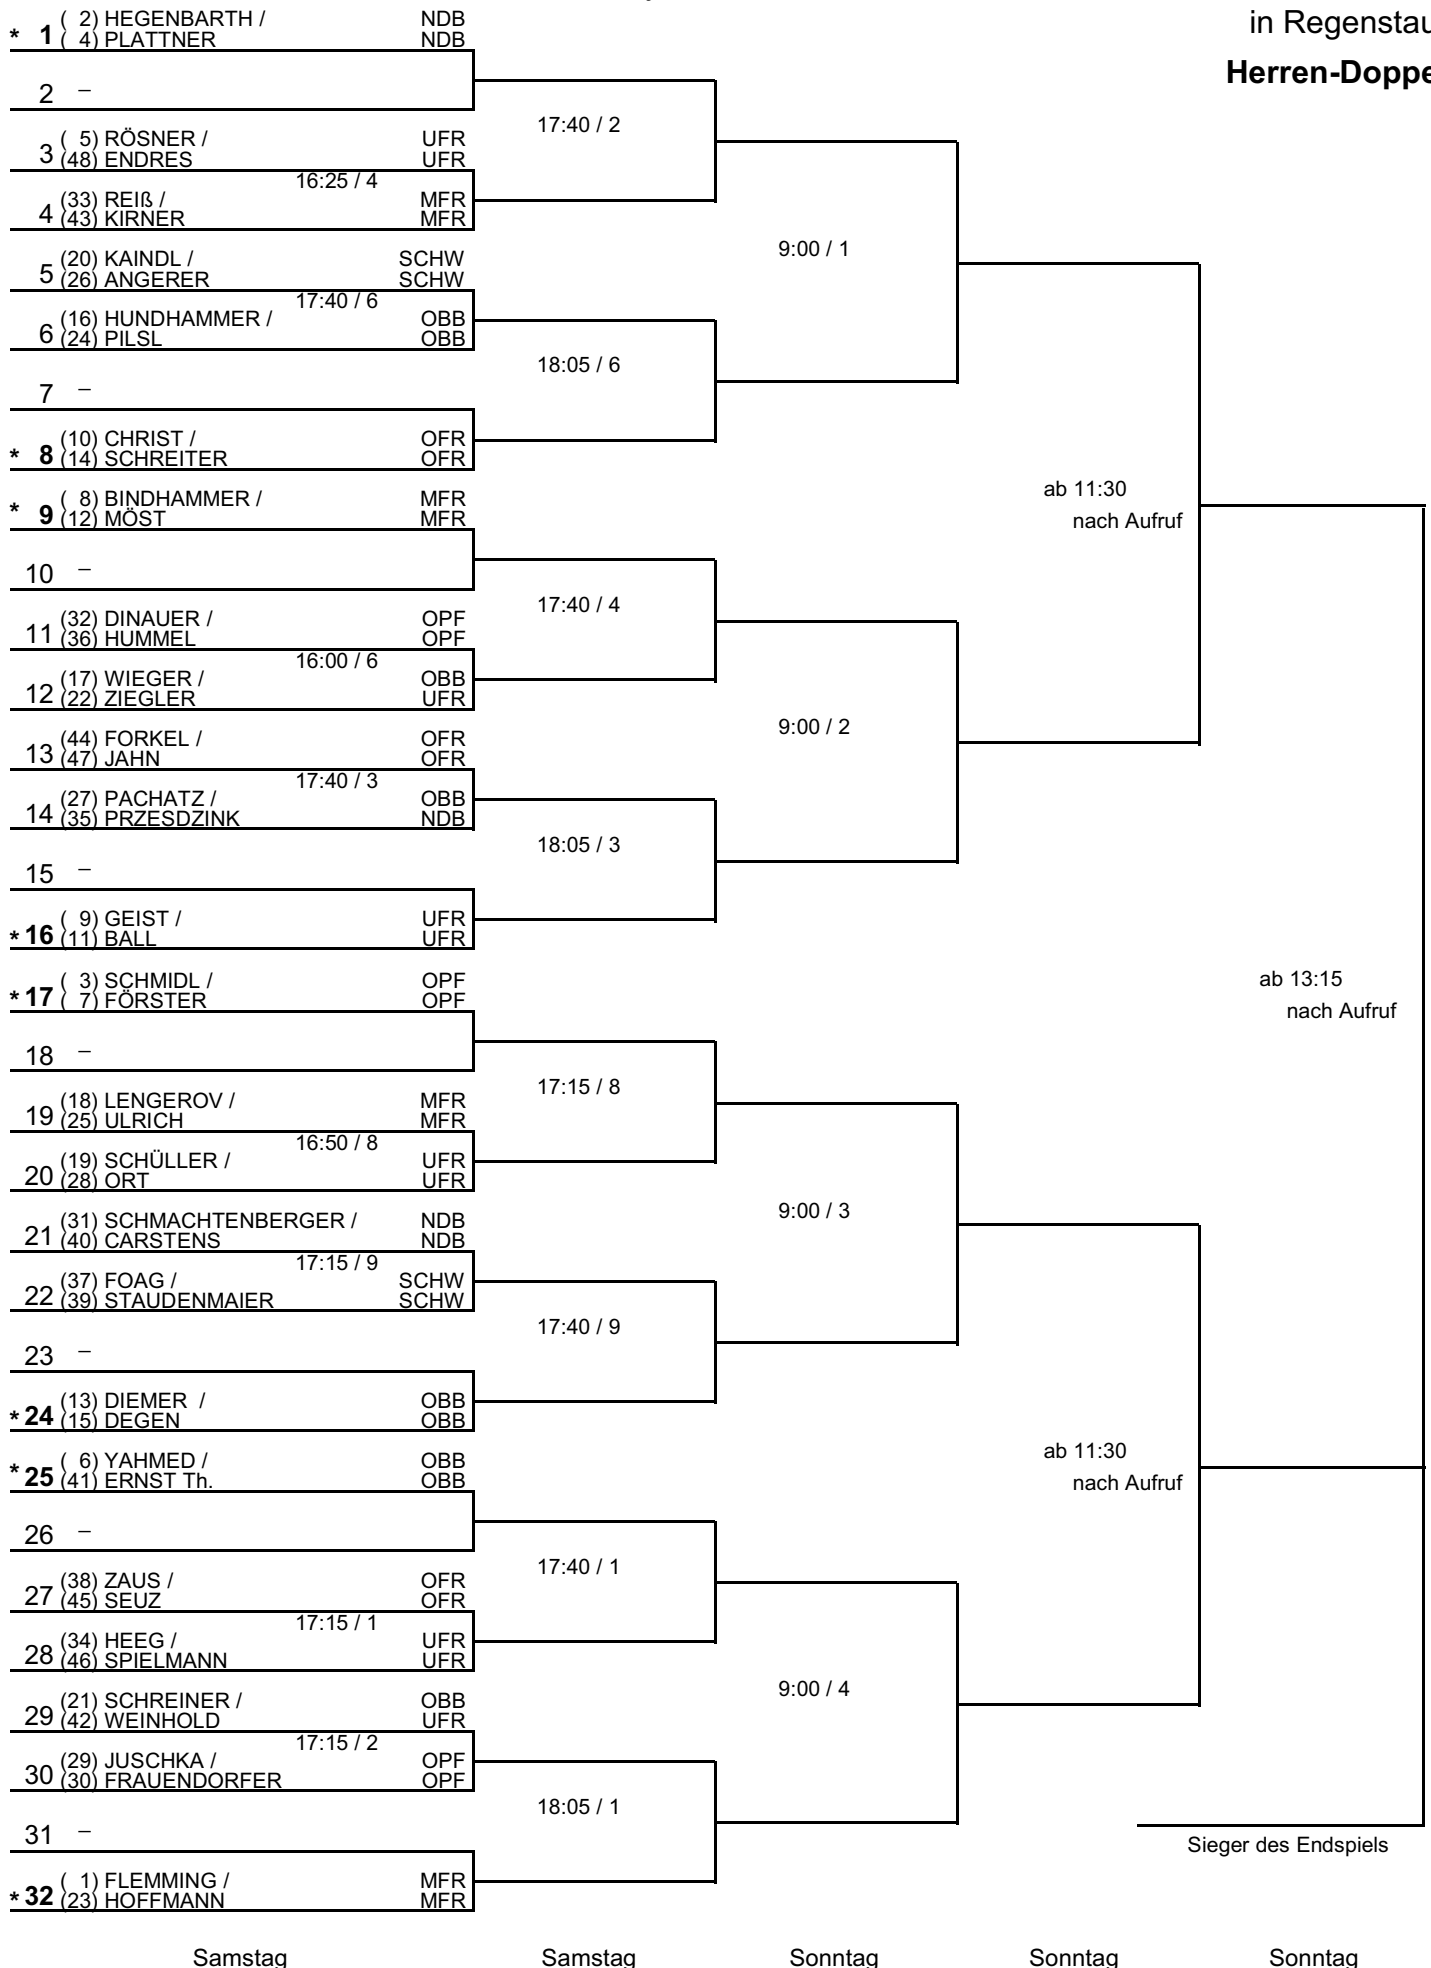 ( 2) HEGENBARTH / NDB
* 1 ( 4) PLATTNER NDB
in Regenstau
Herren-Doppe
2 –
17:40 / 2
( 5) RÖSNER / UFR
3 (48) ENDRES UFR
16:25 / 4
(33) REIß / MFR
4 (43) KIRNER MFR
9:00 / 1
(20) KAINDL / SCHW
5 (26) ANGERER SCHW
17:40 / 6
(16) HUNDHAMMER / OBB
6 (24) PILSL OBB
18:05 / 6
7 –
(10) CHRIST / OFR
* 8 (14) SCHREITER OFR
ab 11:30
nach Aufruf
( 8) BINDHAMMER / MFR
* 9 (12) MÖST MFR
10 –
17:40 / 4
(32) DINAUER / OPF
11 (36) HUMMEL OPF
16:00 / 6
(17) WIEGER / OBB
12 (22) ZIEGLER UFR
9:00 / 2
(44) FORKEL / OFR
13 (47) JAHN OFR
17:40 / 3
(27) PACHATZ / OBB
14 (35) PRZESDZINK NDB
18:05 / 3
15 –
( 9) GEIST / UFR
* 16 (11) BALL UFR
ab 13:15
nach Aufruf
( 3) SCHMIDL / OPF
* 17 ( 7) FÖRSTER OPF
18 –
17:15 / 8
(18) LENGEROV / MFR
19 (25) ULRICH MFR
16:50 / 8
(19) SCHÜLLER / UFR
20 (28) ORT UFR
9:00 / 3
(31) SCHMACHTENBERGER / NDB
21 (40) CARSTENS NDB
17:15 / 9
(37) FOAG / SCHW
22 (39) STAUDENMAIER SCHW
17:40 / 9
23 –
(13) DIEMER / OBB
* 24 (15) DEGEN OBB
ab 11:30
nach Aufruf
( 6) YAHMED / OBB
* 25 (41) ERNST Th. OBB
26 –
17:40 / 1
(38) ZAUS / OFR
27 (45) SEUZ OFR
17:15 / 1
(34) HEEG / UFR
28 (46) SPIELMANN UFR
9:00 / 4
(21) SCHREINER / OBB
29 (42) WEINHOLD UFR
17:15 / 2
(29) JUSCHKA / OPF
30 (30) FRAUENDORFER OPF
18:05 / 1
31 –
Sieger des Endspiels
( 1) FLEMMING / MFR
* 32 (23) HOFFMANN MFR
Samstag Samstag Sonntag Sonntag Sonntag